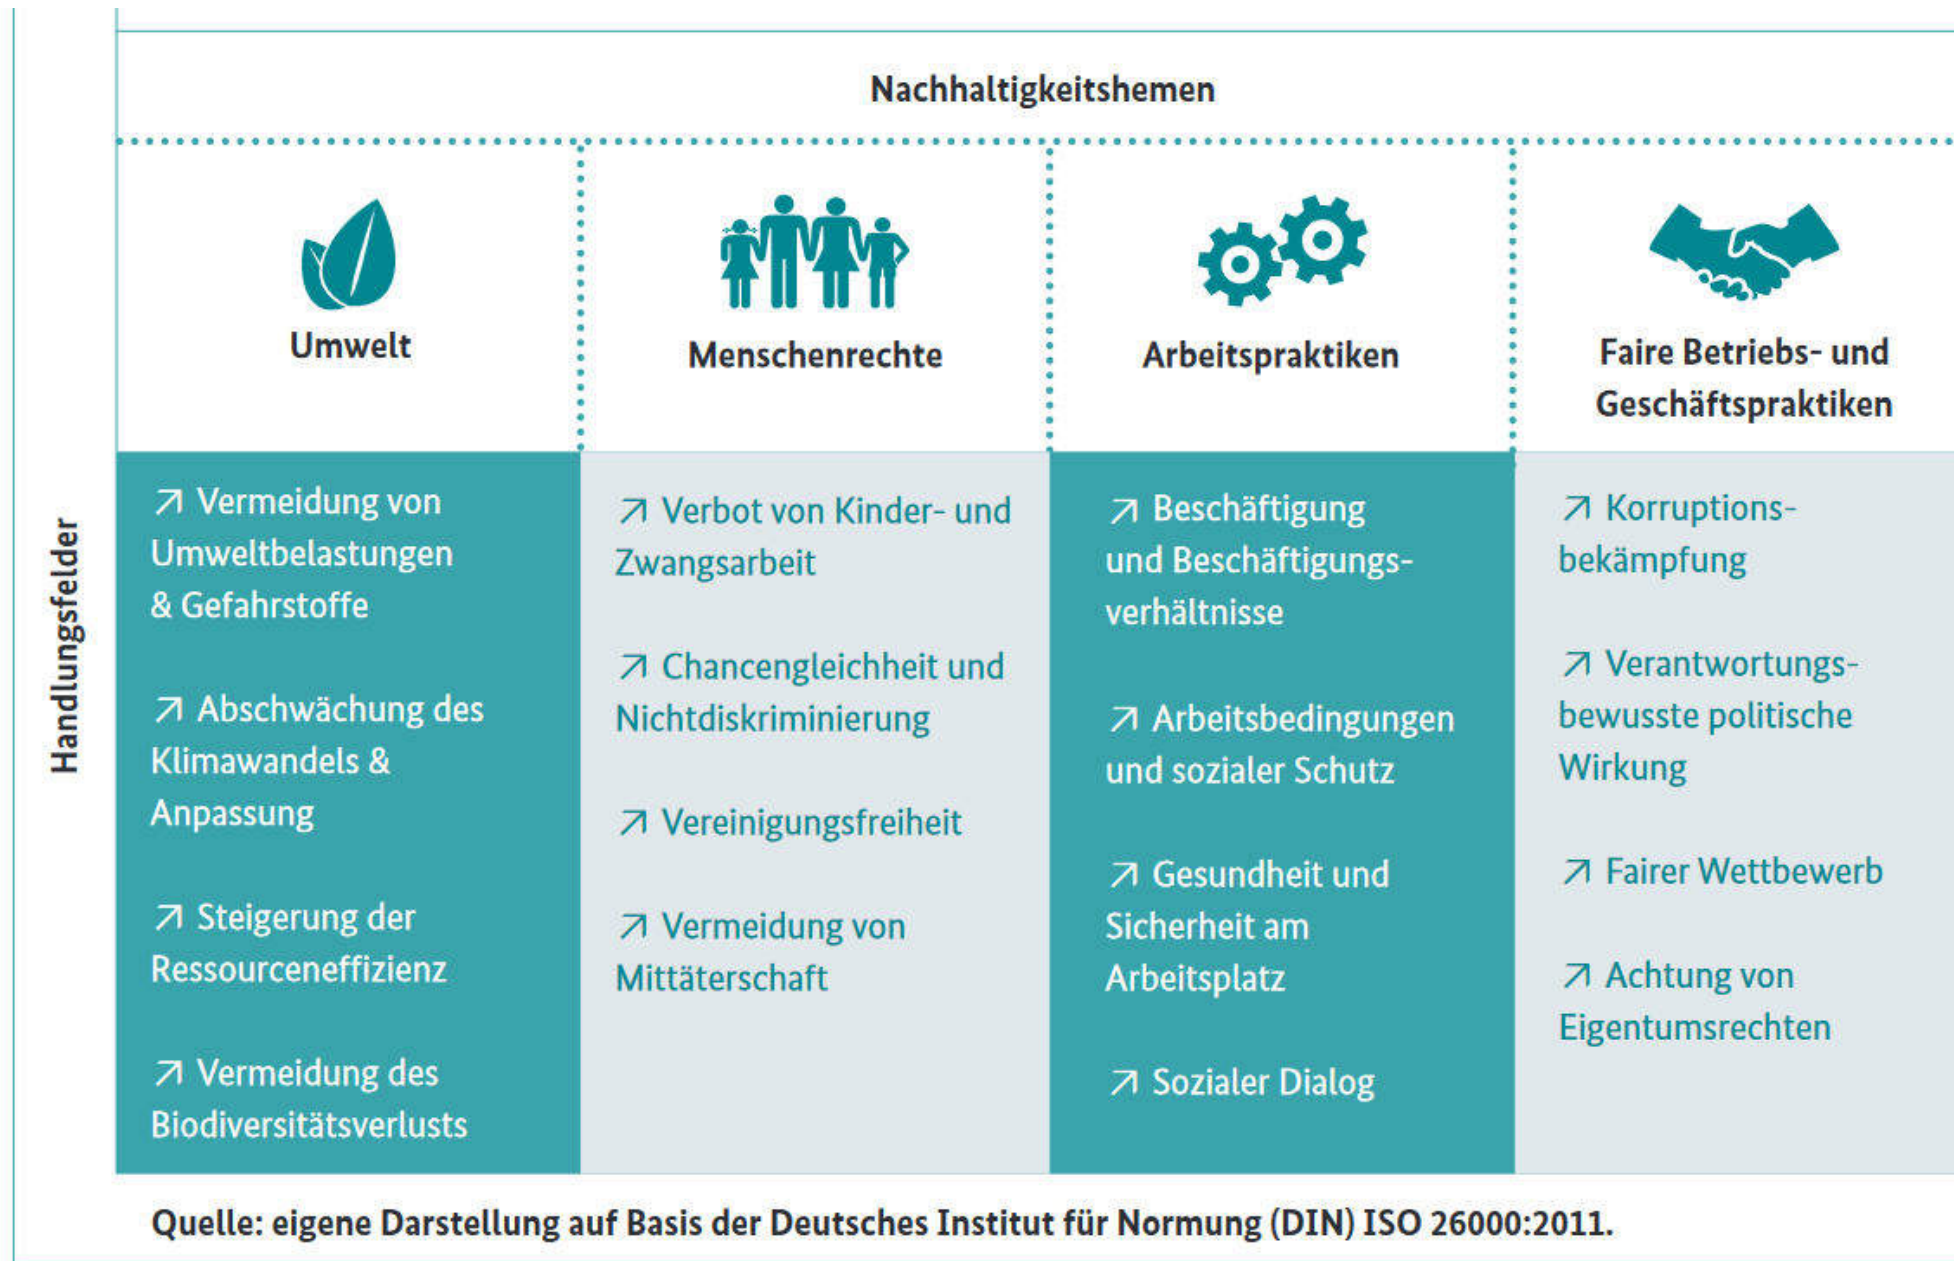 Nachhaltigkeitshemen
Umwelt
Menschenrechte
Arbeitspraktiken
Faire Betriebs- und
Geschäftspraktiken
Handlungsfelder
↗ Vermeidung von
Umweltbelastungen
& Gefahrstoffe
↗ Abschwächung des
Klimawandels &
Anpassung
↗ Steigerung der
Ressourceneffizienz
↗ Vermeidung des
Biodiversitätsverlusts
↗ Verbot von Kinder- und
Zwangsarbeit
↗ Chancengleichheit und
Nichtdiskriminierung
↗ Vereinigungsfreiheit
↗ Vermeidung von
Mittäterschaft
↗ Beschäftigung
und Beschäftigungs-
verhältnisse
↗ Arbeitsbedingungen
und sozialer Schutz
↗ Gesundheit und
Sicherheit am
Arbeitsplatz
↗ Sozialer Dialog
↗ Korruptions-
bekämpfung
↗ Verantwortungs-
bewusste politische
Wirkung
↗ Fairer Wettbewerb
↗ Achtung von
Eigentumsrechten
Quelle: eigene Darstellung auf Basis der Deutsches Institut für Normung (DIN) ISO 26000:2011.